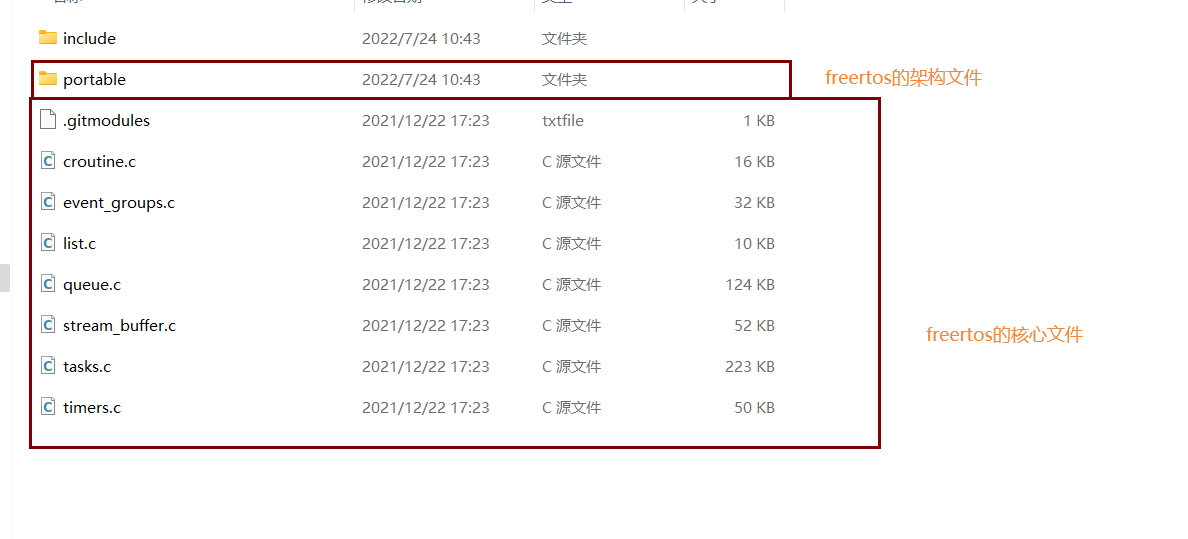 include 2022/7/24 10:43 文件夹
portable 2022/7/24 10:43 文件夹 freertos的架构文件
.gitmodules 2021/12/22 17:23 txtfile 1 KB
croutine.c 2021/12/22 17:23 C 源文件 16 KB
event_groups.c 2021/12/22 17:23 C 源文件 32 KB
list.c 2021/12/22 17:23 C 源文件 10 KB
queue.c 2021/12/22 17:23 C 源文件 124 KB
stream_buffer.c 2021/12/22 17:23 C 源文件 52 KB
freertos的核心文件
tasks.c 2021/12/22 17:23 C 源文件 223 KB
timers.c 2021/12/22 17:23 C 源文件 50 KB